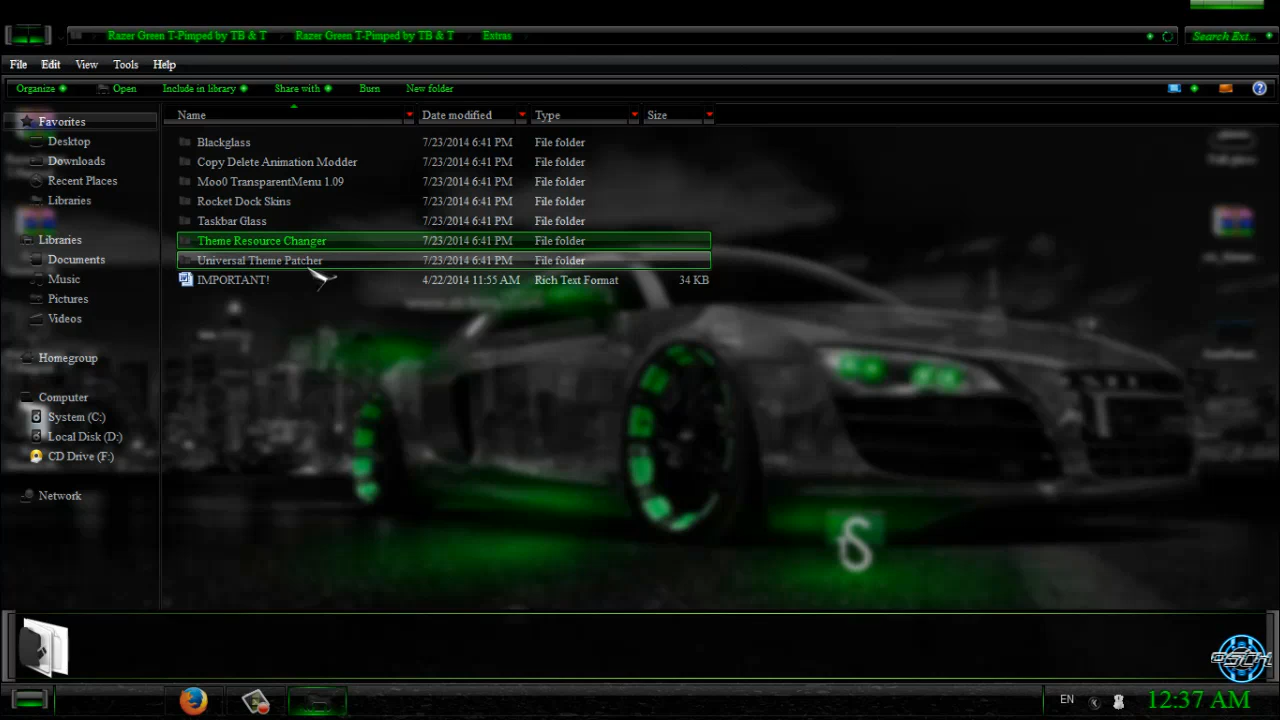 Razer Green T-Pimped by TB & T Razer Green T-Pimped by TB & T Extras Search Ext...
File Edit View Tools Help
Organize Open Include in library Share with Burn New folder
Name Date modified Type Size
Favorites
Desktop
Downloads
Recent Places
Libraries
Libraries
Documents
Music
Pictures
Videos
Homegroup
Computer
System (C:)
Local Disk (D:)
CD Drive (F:)
Network
Blackglass 7/23/2014 6:41 PM File folder
Copy Delete Animation Modder 7/23/2014 6:41 PM File folder
Moo0 TransparentMenu 1.09 7/23/2014 6:41 PM File folder
Rocket Dock Skins 7/23/2014 6:41 PM File folder
Taskbar Glass 7/23/2014 6:41 PM File folder
Theme Resource Changer 7/23/2014 6:41 PM File folder
Universal Theme Patcher 7/23/2014 6:41 PM File folder
IMPORTANT! 4/22/2014 11:55 AM Rich Text Format 34 KB
EN 12:37 AM